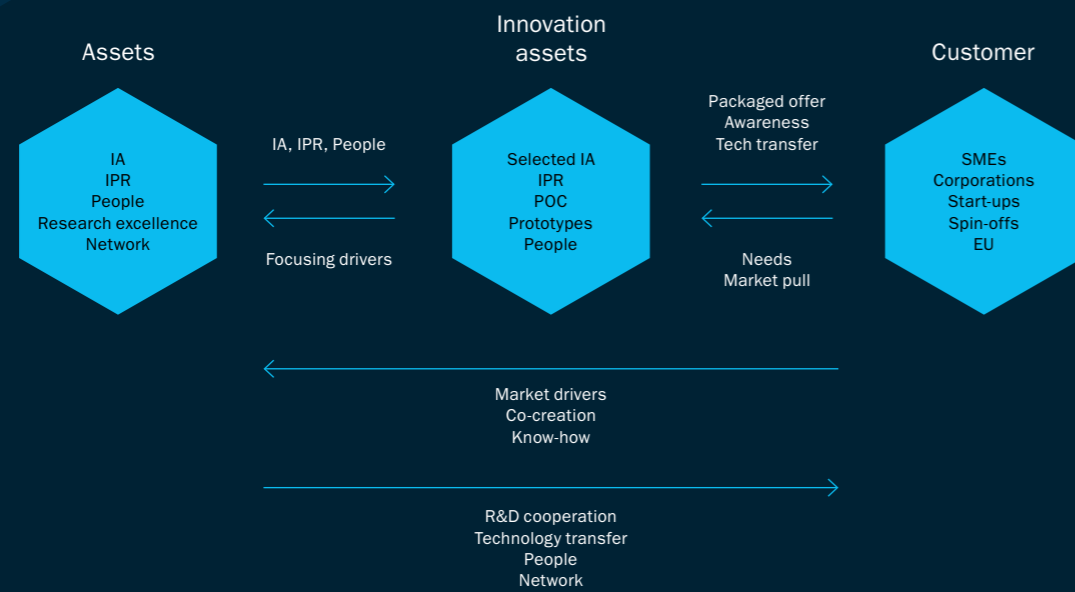 Assets
Innovation
assets
Customer
IA
IPR
People
Research excellence
Network
IA, IPR, People
Focusing drivers
Selected IA
IPR
POC
Prototypes
People
Packaged offer
Awareness
Tech transfer
Needs
Market pull
SMEs
Corporations
Start-ups
Spin-offs
EU
Market drivers
Co-creation
Know-how
R&D cooperation
Technology transfer
People
Network